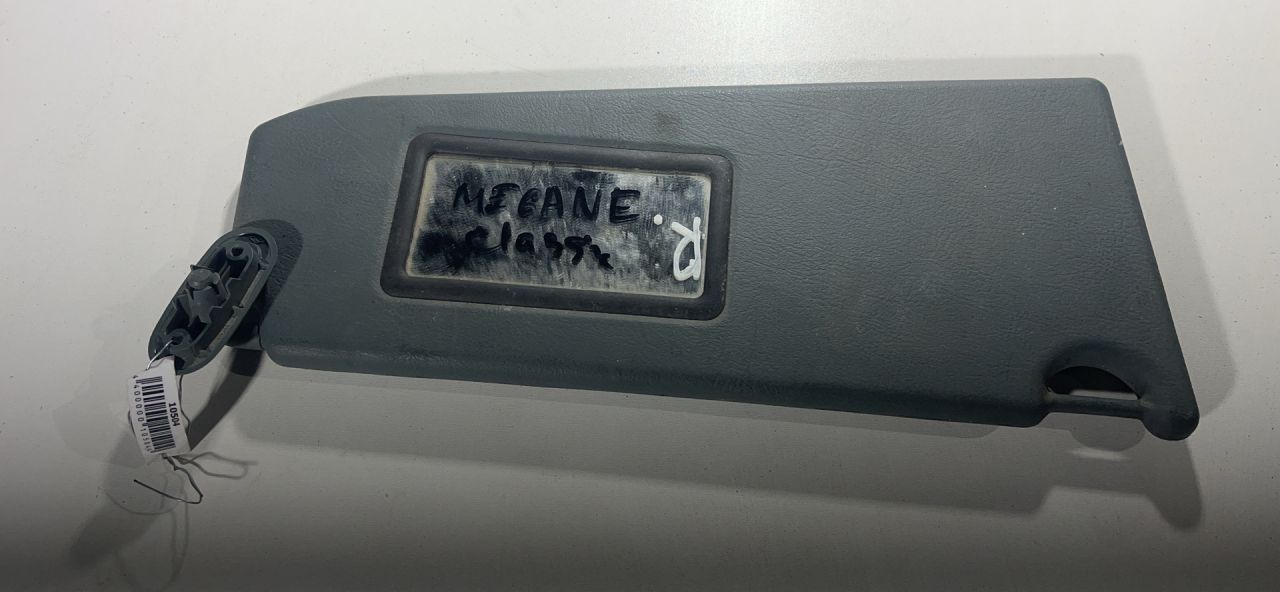 MEGANE
classic
R
10504